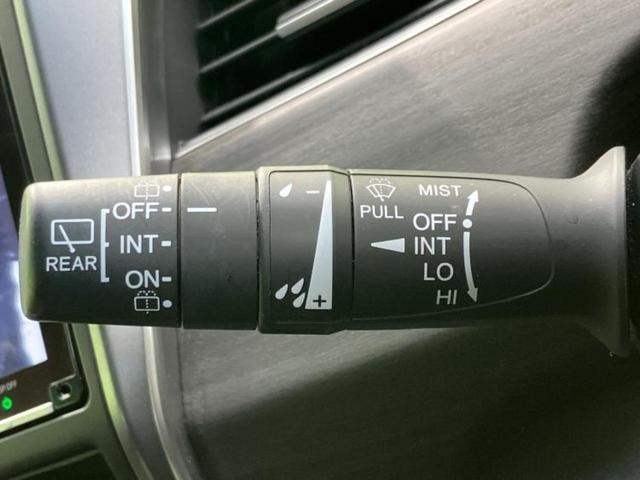 OFF
INT
REAR
ON
−
+
PULL
MIST
OFF
INT
LO
HI